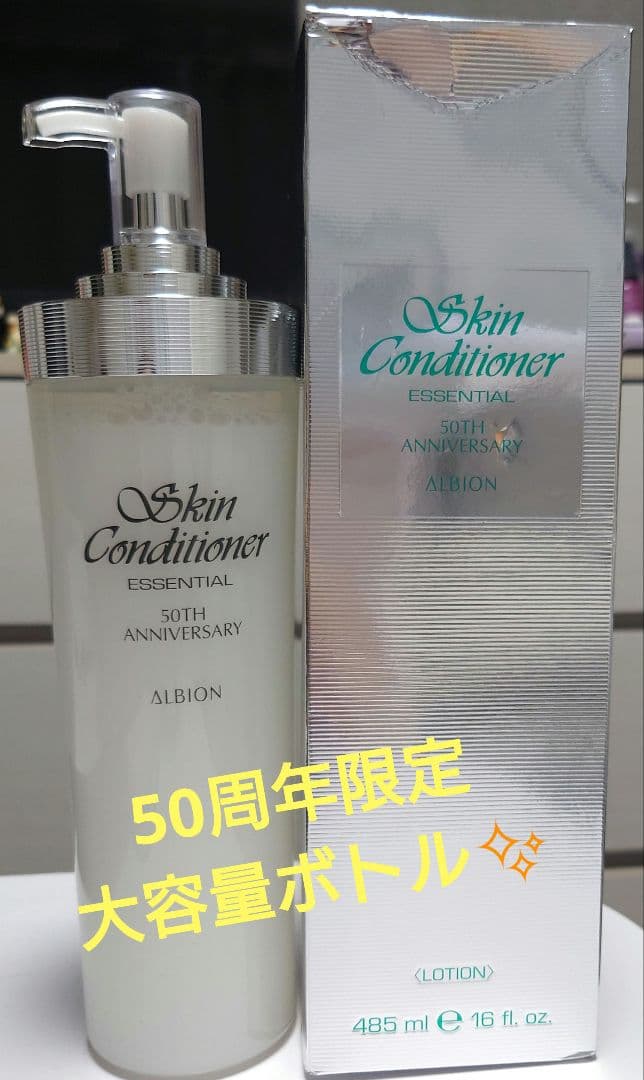 Skin
Conditioner
ESSENTIAL
50TH
ANNIVERSARY
ALBION
Skin
Conditioner
ESSENTIAL
50TH
ANNIVERSARY
ALBION
50周年限定
大容量ボトル✨
〈LOTION〉
485 ml ℮ 16 fl. oz.